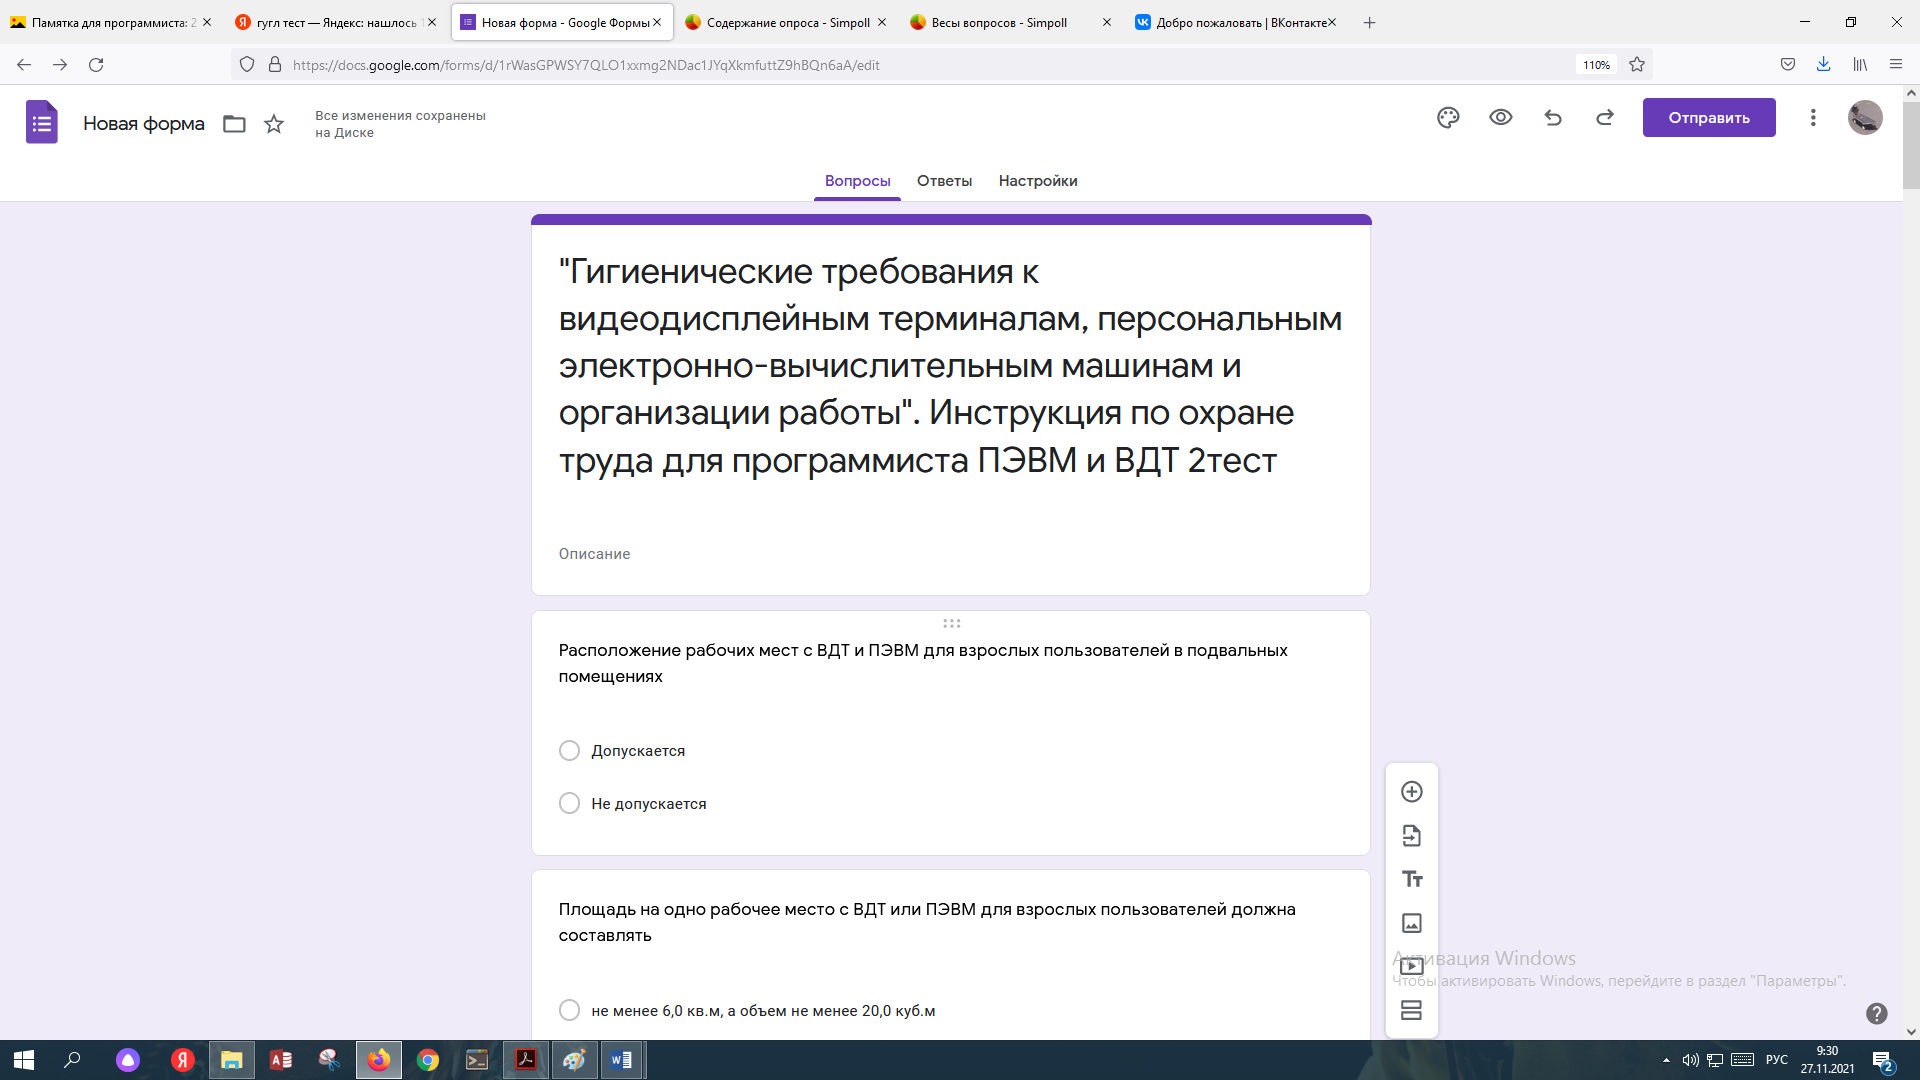 Памятка для программиста: 2
гугл тест — Яндекс: нашлось 1
Новая форма - Google Формы
Содержание опроса - Simpoll
Весы вопросов - Simpoll
Добро пожаловать | ВКонтакте
https://docs.google.com/forms/d/1rWasGPWSY7QLO1xxmg2NDac1JYqXkmfuttZ9hBQn6aA/edit
110%
Новая форма
Все изменения сохранены
на Диске
Отправить
Вопросы
Ответы
Настройки
"Гигиенические требования к
видеодисплейным терминалам, персональным
электронно-вычислительным машинам и
организации работы". Инструкция по охране
труда для программиста ПЭВМ и ВДТ 2тест
Описание
Расположение рабочих мест с ВДТ и ПЭВМ для взрослых пользователей в подвальных
помещениях
Допускается
Не допускается
Площадь на одно рабочее место с ВДТ или ПЭВМ для взрослых пользователей должна
составлять
не менее 6,0 кв.м, а объем не менее 20,0 куб.м
Активация Windows
Чтобы активировать Windows, перейдите в раздел "Параметры".
РУС
9:30
27.11.2021
2